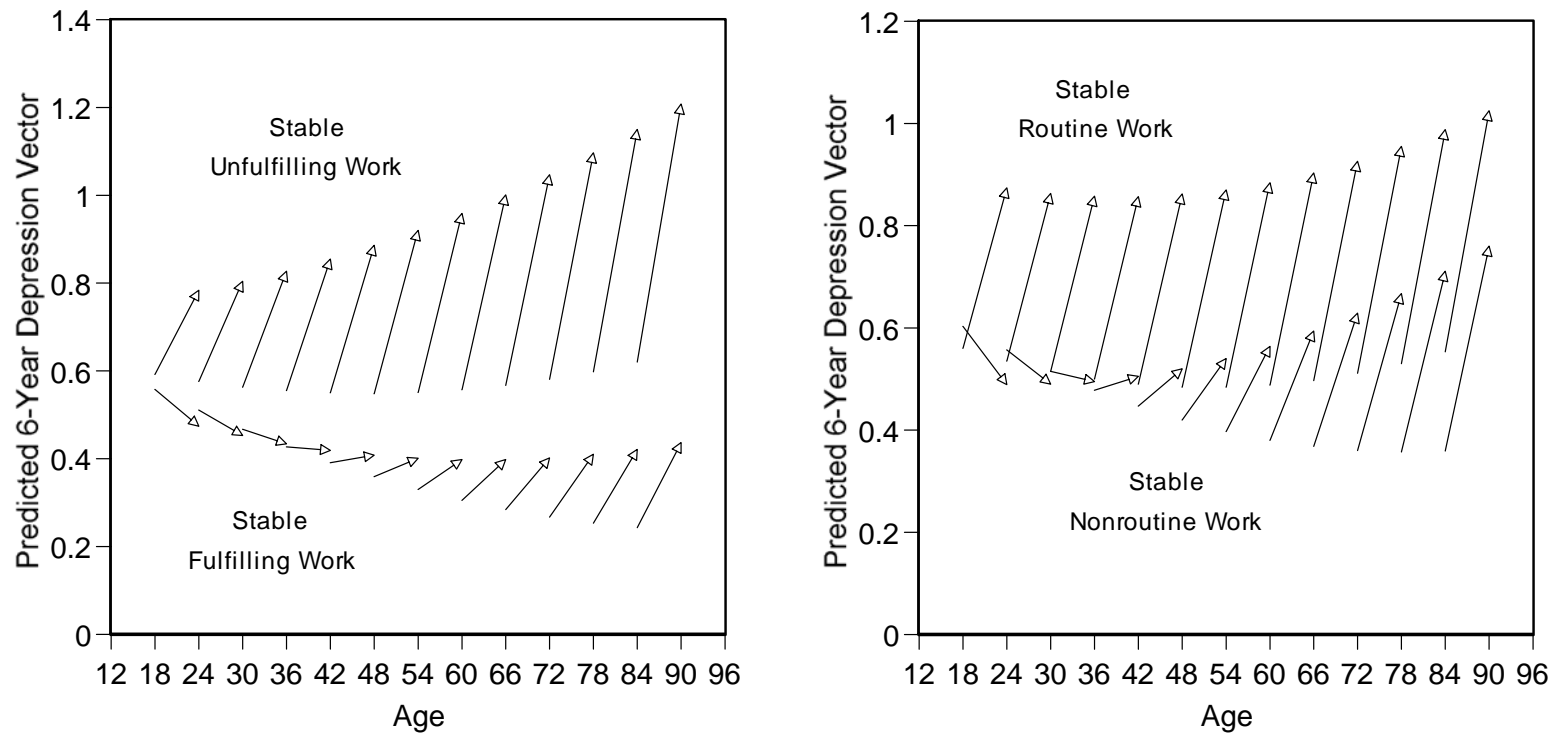 Predicted 6-Year Depression Vector
1.4
1.2
1
0.8
0.6
0.4
0.2
0
Stable
Unfulfilling Work
Stable
Fulfilling Work
12 18 24 30 36 42 48 54 60 66 72 78 84 90 96
Age
Predicted 6-Year Depression Vector
1.2
1
0.8
0.6
0.4
0.2
0
Stable
Routine Work
Stable
Nonroutine Work
12 18 24 30 36 42 48 54 60 66 72 78 84 90 96
Age